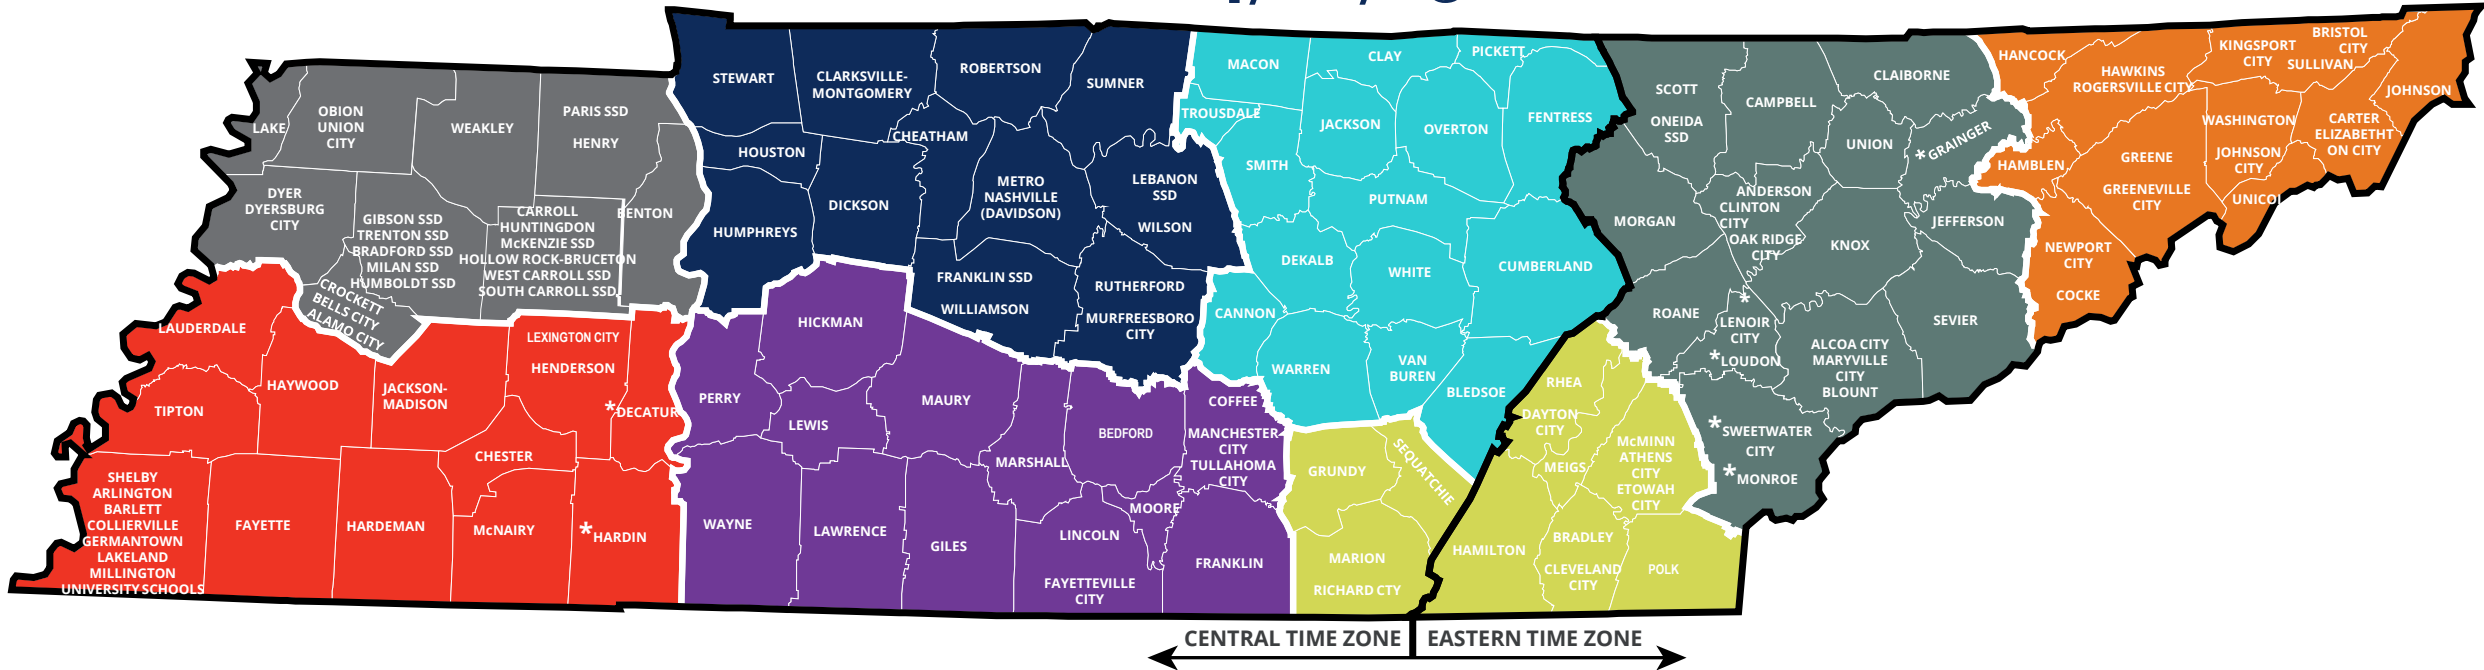 LAKE
OBION
UNION
CITY
WEAKLEY
PARIS SSD
HENRY
DYER
DYERSBURG
CITY
GIBSON SSD
TRENTON SSD
BRADFORD SSD
MILAN SSD
HUMBOLDT SSD
CARROLL
HUNTINGDON
McKENZIE SSD
HOLLOW ROCK-BRUCETON
WEST CARROLL SSD
SOUTH CARROLL SSD
BENTON
CROCKETT
BELLS CITY
ALAMO CITY
LAUDERDALE
HAYWOOD
TIPTON
JACKSON-
MADISON
LEXINGTON CITY
HENDERSON
*DECATUR
CHESTER
SHELBY
ARLINGTON
BARLETT
COLLIERVILLE
GERMANTOWN
LAKELAND
MILLINGTON
UNIVERSITY SCHOOLS
FAYETTE
HARDEMAN
McNAIRY
*HARDIN
STEWART
CLARKSVILLE-
MONTGOMERY
ROBERTSON
SUMNER
CHEATHAM
HOUSTON
HUMPHREYS
DICKSON
METRO
NASHVILLE
(DAVIDSON)
LEBANON
SSD
WILSON
FRANKLIN SSD
WILLIAMSON
RUTHERFORD
MURFREESBORO
CITY
HICKMAN
PERRY
LEWIS
MAURY
BEDFORD
MARSHALL
COFFEE
MANCHESTER
CITY
TULLAHOMA
CITY
MOORE
WAYNE
LAWRENCE
GILES
LINCOLN
FAYETTEVILLE
CITY
FRANKLIN
MACON
CLAY
PICKETT
TROUSDALE
JACKSON
OVERTON
FENTRESS
SMITH
PUTNAM
DEKALB
WHITE
CUMBERLAND
CANNON
WARREN
VAN
BUREN
BLEDSOE
GRUNDY
SEQUATCHIE
MARION
RICHARD CTY
RHEA
DAYTON
CITY
MEIGS
McMINN
ATHENS
CITY
ETOWAH
CITY
HAMILTON
BRADLEY
CLEVELAND
CITY
POLK
SCOTT
ONEIDA
SSD
CAMPBELL
CLAIBORNE
UNION
*GRAINGER
MORGAN
ANDERSON
CLINTON
CITY
OAK RIDGE
CITY
KNOX
JEFFERSON
ROANE
*
LENOIR
CITY
*LOUDON
ALCOA CITY
MARYVILLE
CITY
BLOUNT
SEVIER
*SWEETWATER
CITY
*MONROE
HANCOCK
HAWKINS
ROGERSVILLE CITY
KINGSPORT
CITY
BRISTOL
CITY
SULLIVAN
JOHNSON
WASHINGTON
JOHNSON
CITY
CARTER
ELIZABETHT
ON CITY
HAMBLEN
GREENE
GREENEVILLE
CITY
UNICOI
NEWPORT
CITY
COCKE
CENTRAL TIME ZONE
EASTERN TIME ZONE